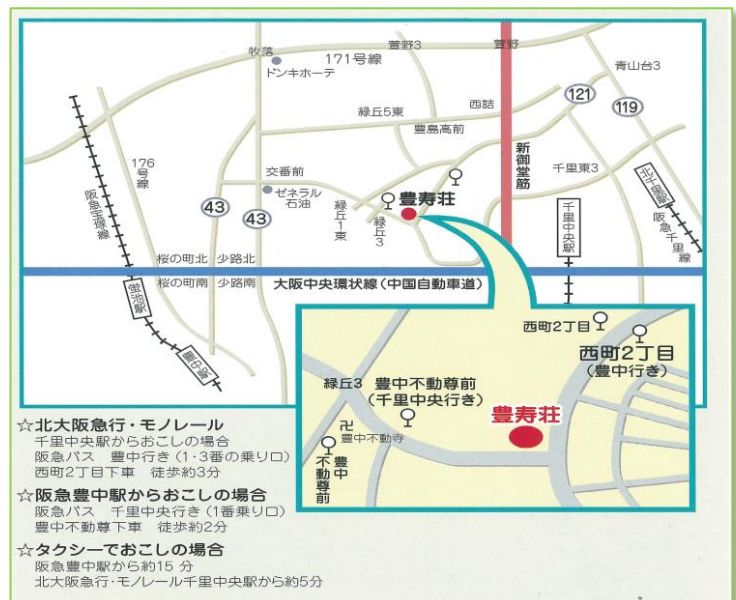 牧落
ドンキホーテ
171号線
萱野3
萱野
青山台3
121
119
西詰
緑丘5東
豊島高前
新御堂筋
176号線
阪急宝塚線
交番前
ゼネラル石油
43
43
緑丘1東
緑丘3
豊寿荘
千里東3
千里中央駅
北千里駅
阪急千里線
桜の町北
少路北
桜の町南
少路南
大阪中央環状線(中国自動車道)
蛍池駅
豊中駅
西町2丁目
西町2丁目
(豊中行き)
緑丘3
豊中不動尊前
(千里中央行き)
卍
豊中不動寺
豊中不動尊前
豊寿荘
☆北大阪急行・モノレール
千里中央駅からおこしの場合
阪急バス 豊中行き(1・3番の乗り口)
西町2丁目下車 徒歩約3分
☆阪急豊中駅からおこしの場合
阪急バス 千里中央行き(1番乗り口)
豊中不動尊下車 徒歩約2分
☆タクシーでおこしの場合
阪急豊中駅から約15 分
北大阪急行・モノレール千里中央駅から約5分